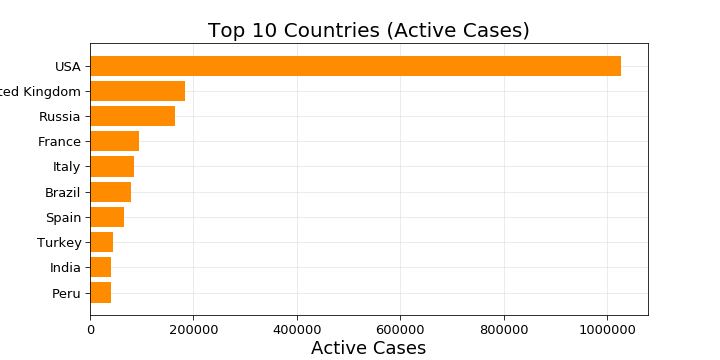 Top 10 Countries (Active Cases)
USA
ted Kingdom
Russia
France
Italy
Brazil
Spain
Turkey
India
Peru
0 200000 400000 600000 800000 1000000
Active Cases